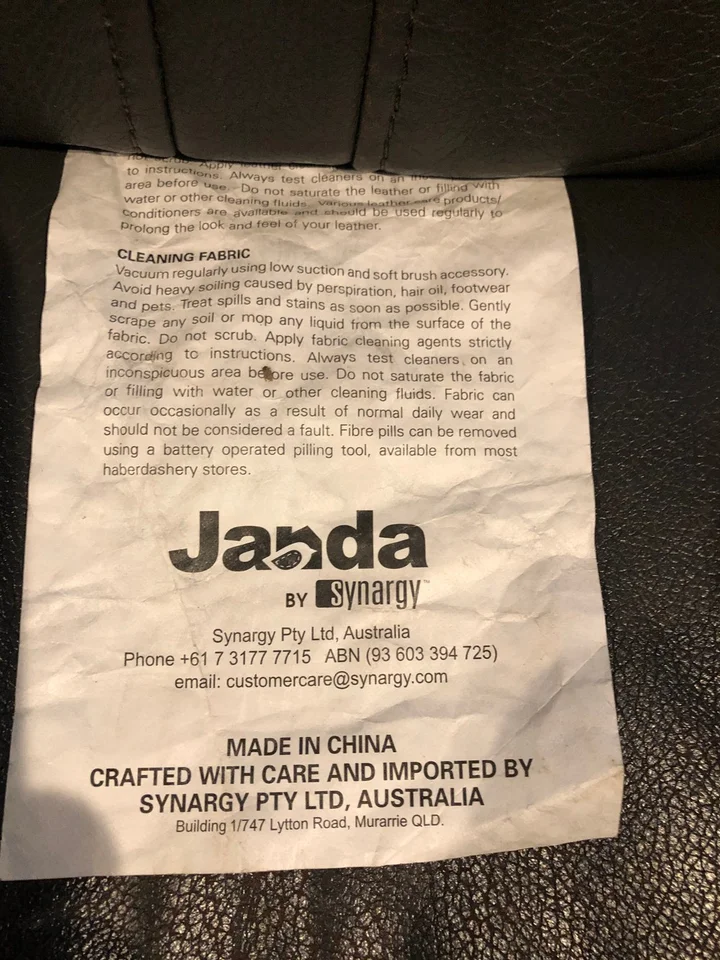 not scrub. Apply leather
to instructions. Always test cleaners on an
area before use. Do not saturate the leather or filling with
water or other cleaning fluids. Various leather care products/
conditioners are available and should be used regularly to
prolong the look and feel of your leather.
CLEANING FABRIC
Vacuum regularly using low suction and soft brush accessory.
Avoid heavy soiling caused by perspiration, hair oil, footwear
and pets. Treat spills and stains as soon as possible. Gently
scrape any soil or mop any liquid from the surface of the
fabric. Do not scrub. Apply fabric cleaning agents strictly
according to instructions. Always test cleaners on an
inconspicuous area before use. Do not saturate the fabric
or filling with water or other cleaning fluids. Fabric can
occur occasionally as a result of normal daily wear and
should not be considered a fault. Fibre pills can be removed
using a battery operated pilling tool, available from most
haberdashery stores.
Janda
BY synargy™
Synargy Pty Ltd, Australia
Phone +61 7 3177 7715 ABN (93 603 394 725)
email: customercare@synargy.com
MADE IN CHINA
CRAFTED WITH CARE AND IMPORTED BY
SYNARGY PTY LTD, AUSTRALIA
Building 1/747 Lytton Road, Murarrie QLD.